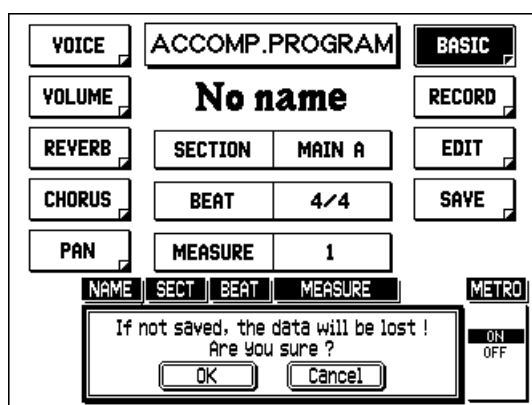 VOICE
ACCOMP.PROGRAM
BASIC
VOLUME
No name
RECORD
REVERB
SECTION
MAIN A
EDIT
CHORUS
BEAT
4/4
SAVE
PAN
MEASURE
1
NAME
SECT
BEAT
MEASURE
METRO
If not saved, the data will be lost !
Are you sure ?
OK
Cancel
ON
OFF